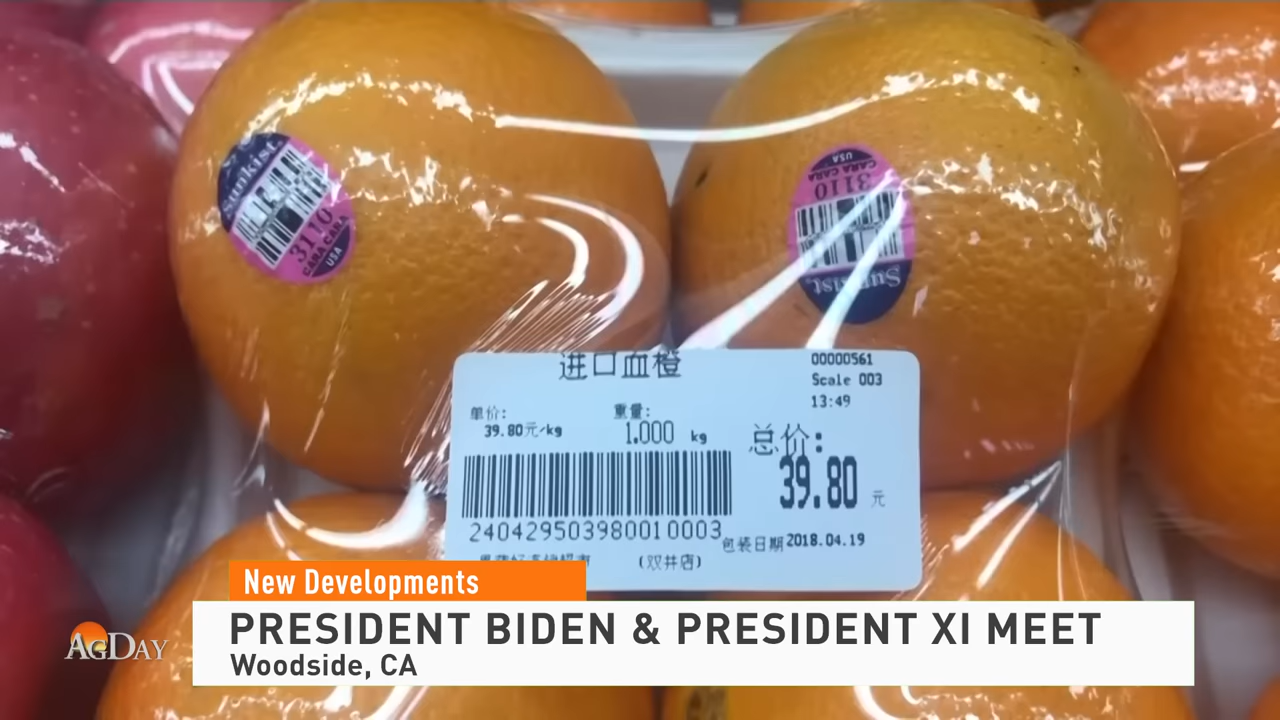 Sunkist.
3110
CARA CARA
USA
USA
CARA CARA
3110
Sunkist.
进口血橙
00000561
Scale 003
13:49
单价:
39.80元/kg
重量:
1.000 kg
总价:
39.80 元
240429503980010003
包装日期 2018.04.19
(双井店)
New Developments
PRESIDENT BIDEN & PRESIDENT XI MEET
Woodside, CA
AGDAY